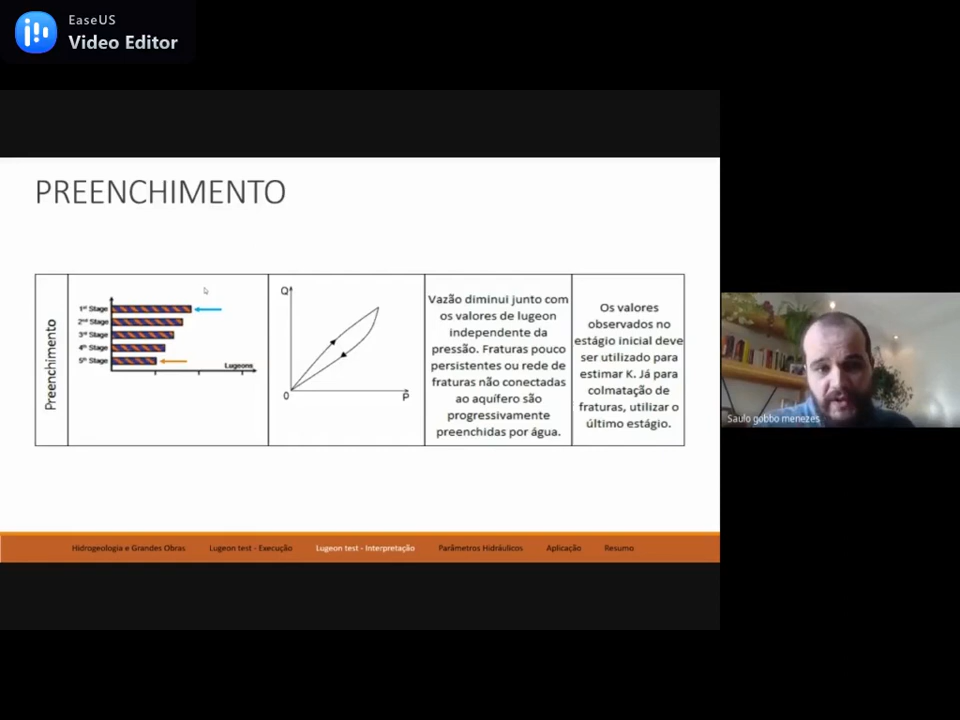 EaseUS
Video Editor
PREENCHIMENTO
Preenchimento
1st Stage
2nd Stage
3rd Stage
4th Stage
5th Stage
Lugeons
Q
0
P
Vazão diminui junto com
os valores de lugeon
independente da
pressão. Fraturas pouco
persistentes ou rede de
fraturas não conectadas
ao aquífero são
progressivamente
preenchidas por água.
Os valores
observados no
estágio inicial deve
ser utilizado para
estimar K. Já para
colmatação de
fraturas, utilizar o
último estágio.
Saulo gobbo menezes
Hidrogeologia e Grandes Obras
Lugeon test - Execução
Lugeon test - Interpretação
Parâmetros Hidráulicos
Aplicação
Resumo